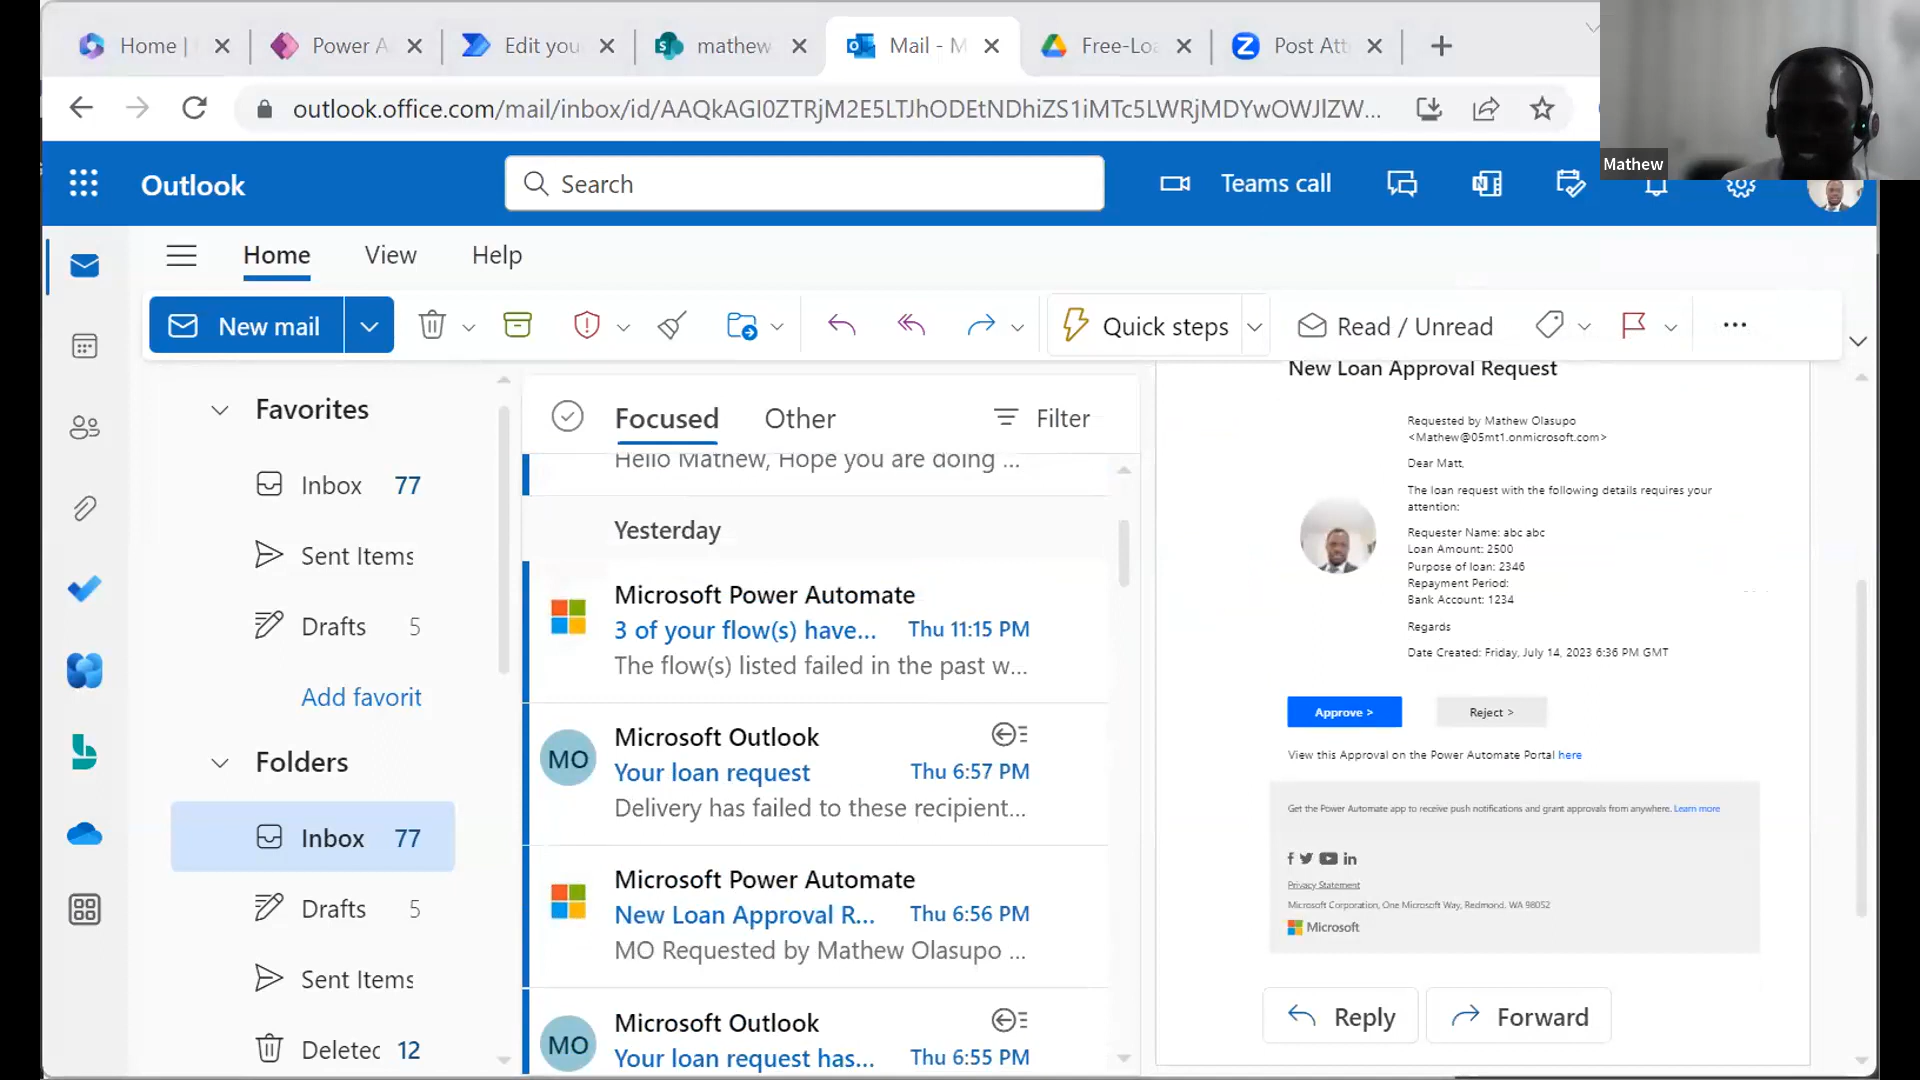 Home |
Power A
Edit you
mathew
Mail - M
Free-Lo
Post Att
outlook.office.com/mail/inbox/id/AAQkAGI0ZTRjM2E5LTJhODEtNDhiZS1iMTc5LWRjMDYwOWJlZW...
Mathew
Outlook
Search
Teams call
Home
View
Help
New mail
Quick steps
Read / Unread
Favorites
Inbox 77
Sent Items
Drafts 5
Add favorit
Folders
Inbox 77
Drafts 5
Sent Items
Deletec 12
Focused
Other
Filter
Hello Mathew, Hope you are doing ...
Yesterday
Microsoft Power Automate
3 of your flow(s) have... Thu 11:15 PM
The flow(s) listed failed in the past w...
MO
Microsoft Outlook
Your loan request Thu 6:57 PM
Delivery has failed to these recipient...
Microsoft Power Automate
New Loan Approval R... Thu 6:56 PM
MO Requested by Mathew Olasupo ...
MO
Microsoft Outlook
Your loan request has... Thu 6:55 PM
New Loan Approval Request
Requested by Mathew Olasupo
<Mathew@05mt1.onmicrosoft.com>
Dear Matt,
The loan request with the following details requires your
attention:
Requester Name: abc abc
Loan Amount: 2500
Purpose of loan: 2346
Repayment Period:
Bank Account: 1234
Regards
Date Created: Friday, July 14, 2023 6:36 PM GMT
Approve >
Reject >
View this Approval on the Power Automate Portal here
Get the Power Automate app to receive push notifications and grant approvals from anywhere. Learn more
Privacy Statement
Microsoft Corporation, One Microsoft Way, Redmond, WA 98052
Microsoft
Reply
Forward